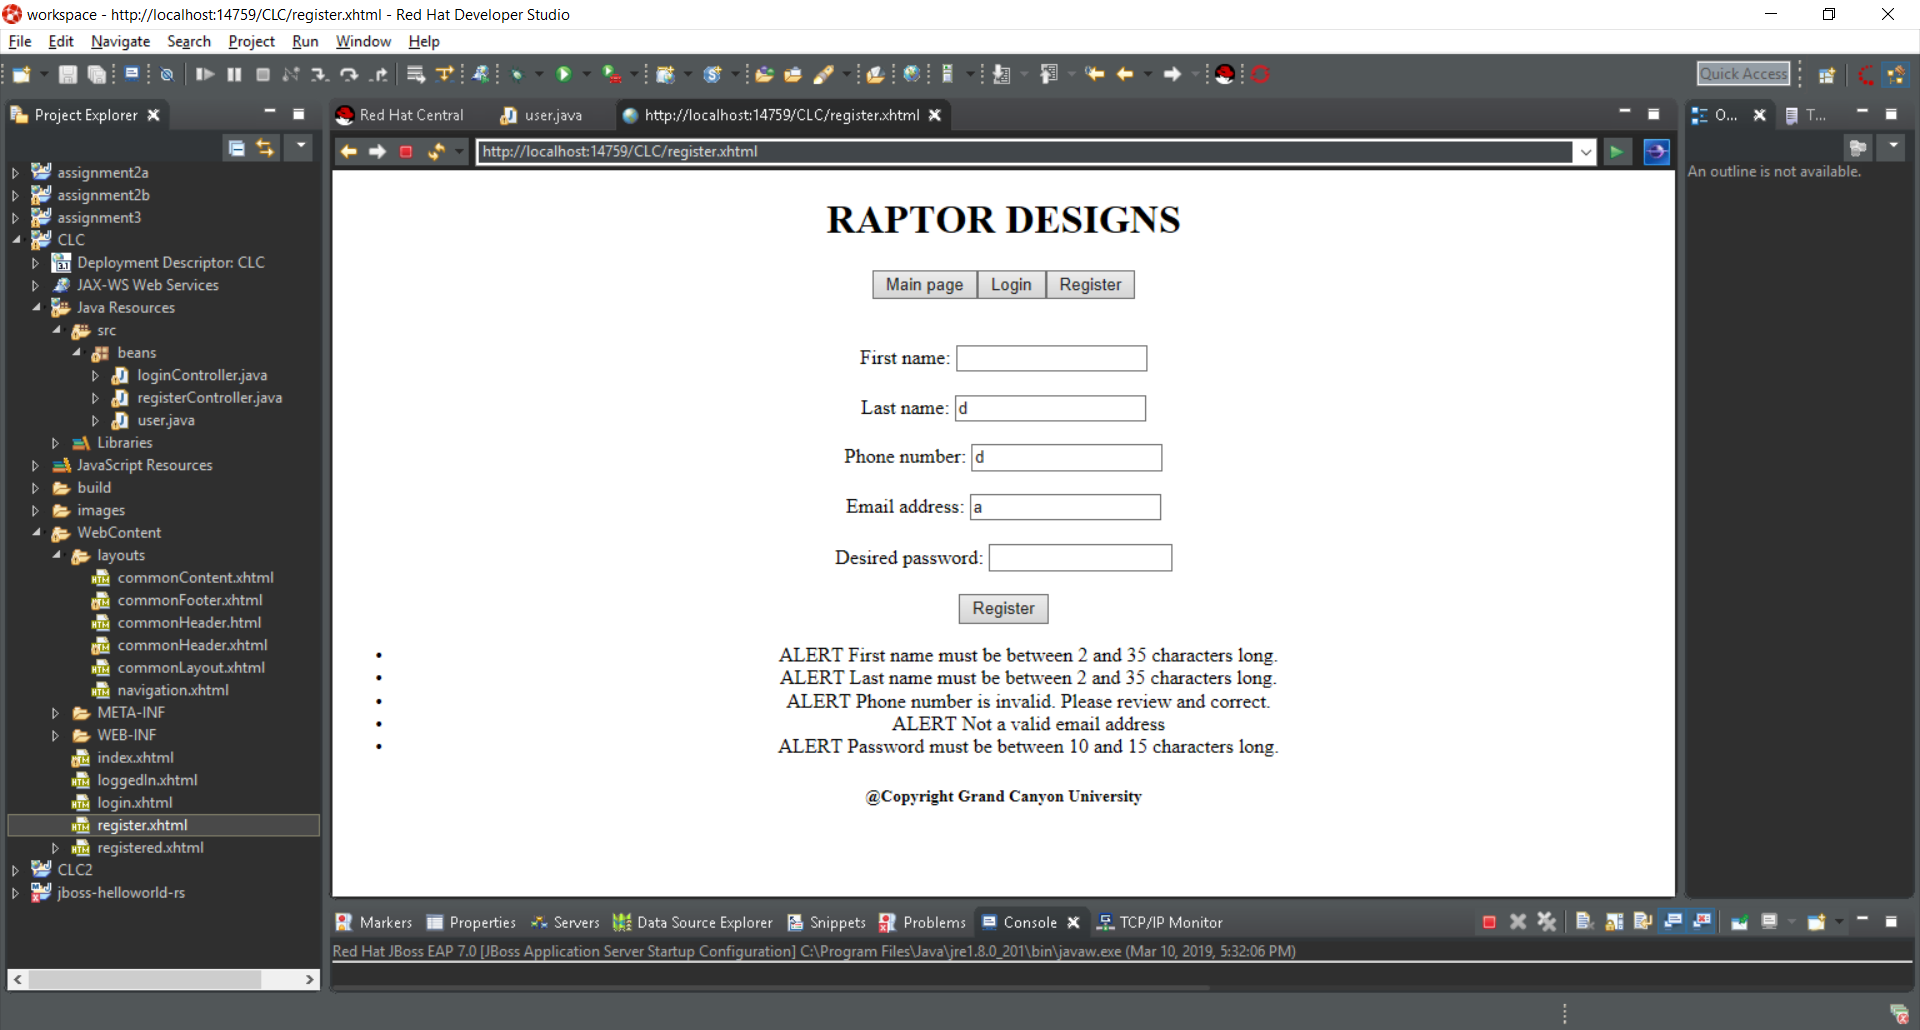 workspace - http://localhost:14759/CLC/register.xhtml - Red Hat Developer Studio
File Edit Navigate Search Project Run Window Help
Quick Access
Project Explorer
Red Hat Central
user.java
http://localhost:14759/CLC/register.xhtml
O...
T...
http://localhost:14759/CLC/register.xhtml
An outline is not available.
assignment2a
assignment2b
assignment3
CLC
Deployment Descriptor: CLC
JAX-WS Web Services
Java Resources
src
beans
loginController.java
registerController.java
user.java
Libraries
JavaScript Resources
build
images
WebContent
layouts
commonContent.xhtml
commonFooter.xhtml
commonHeader.html
commonHeader.xhtml
commonLayout.xhtml
navigation.xhtml
META-INF
WEB-INF
index.xhtml
loggedIn.xhtml
login.xhtml
register.xhtml
registered.xhtml
CLC2
jboss-helloworld-rs
RAPTOR DESIGNS
Main page Login Register
First name:
Last name: d
Phone number: d
Email address: a
Desired password:
Register
• ALERT First name must be between 2 and 35 characters long.
• ALERT Last name must be between 2 and 35 characters long.
• ALERT Phone number is invalid. Please review and correct.
• ALERT Not a valid email address
• ALERT Password must be between 10 and 15 characters long.
@Copyright Grand Canyon University
Markers Properties Servers Data Source Explorer Snippets Problems Console TCP/IP Monitor
Red Hat JBoss EAP 7.0 [JBoss Application Server Startup Configuration] C:\Program Files\Java\jre1.8.0_201\bin\javaw.exe (Mar 10, 2019, 5:32:06 PM)